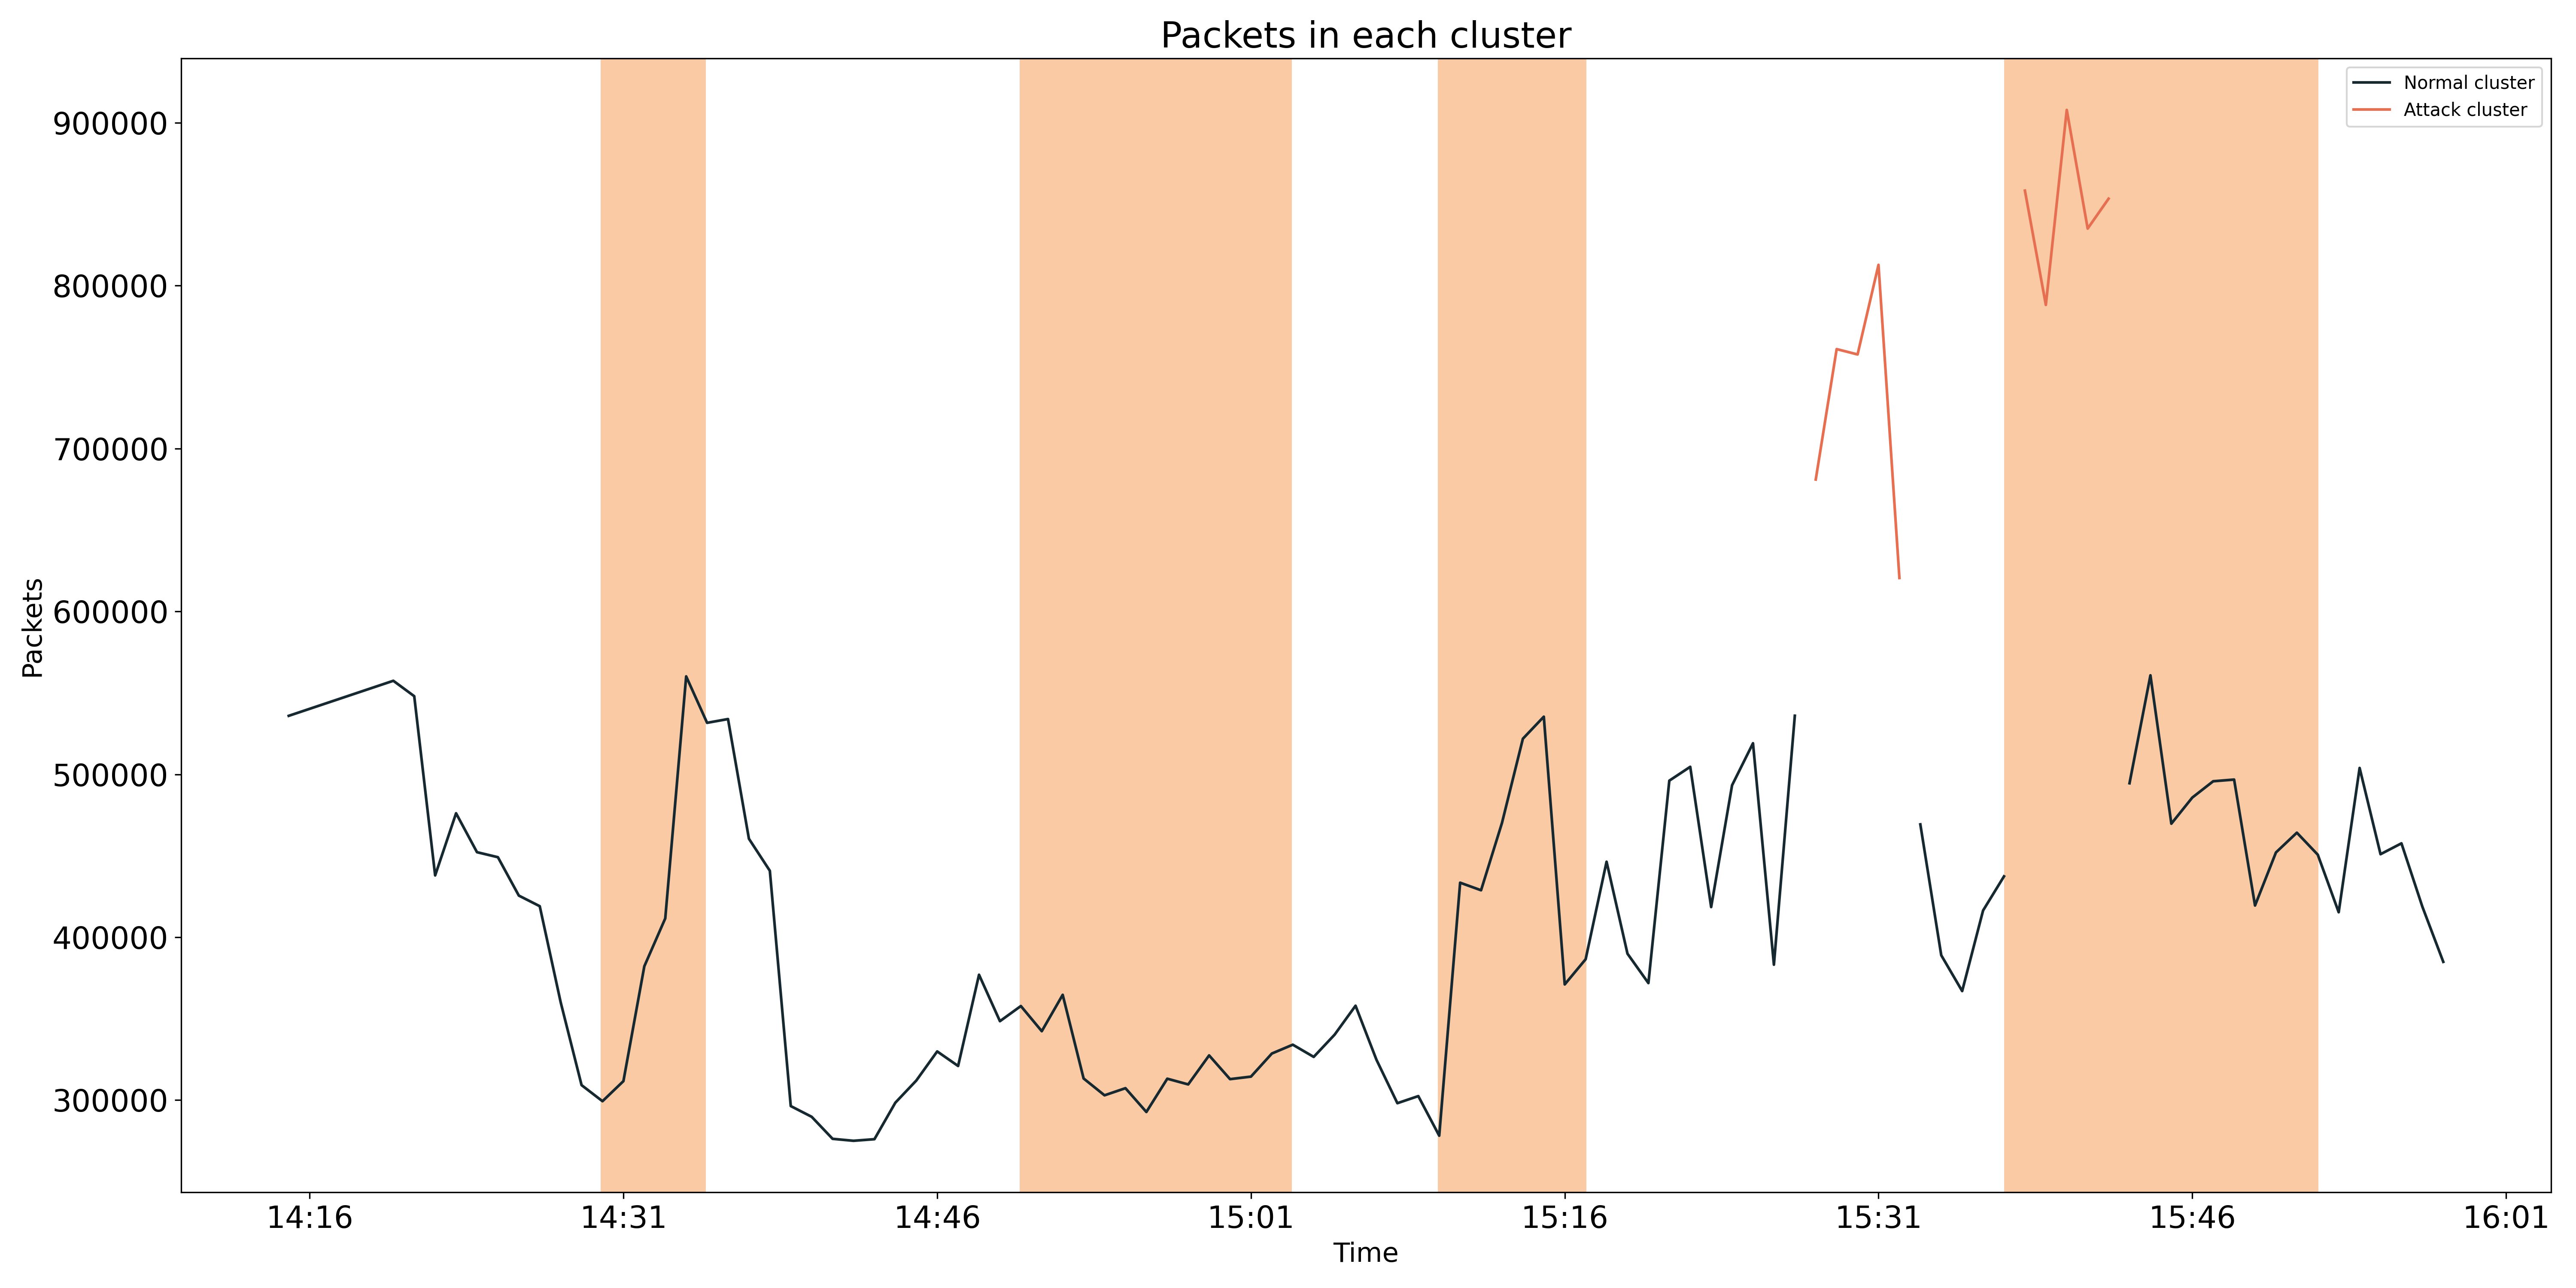 Packets in each cluster
Normal cluster
Attack cluster
Packets
900000
800000
700000
600000
500000
400000
300000
14:16 14:31 14:46 15:01 15:16 15:31 15:46 16:01
Time